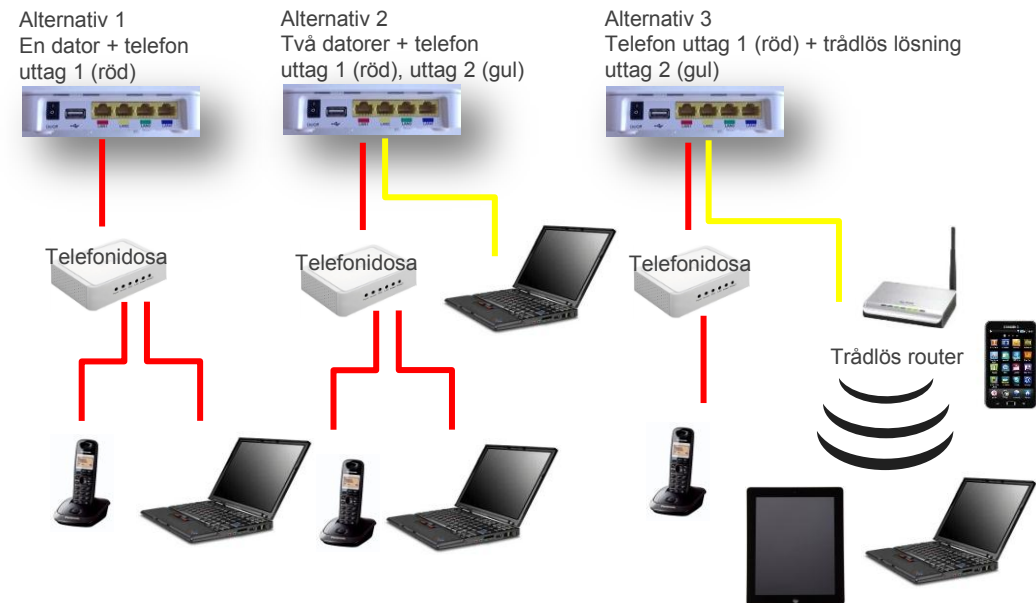 Alternativ 1
En dator + telefon
uttag 1 (röd)
Alternativ 2
Två datorer + telefon
uttag 1 (röd), uttag 2 (gul)
Alternativ 3
Telefon uttag 1 (röd) + trådlös lösning
uttag 2 (gul)
Telefonidosa
Telefonidosa
Telefonidosa
Trådlös router